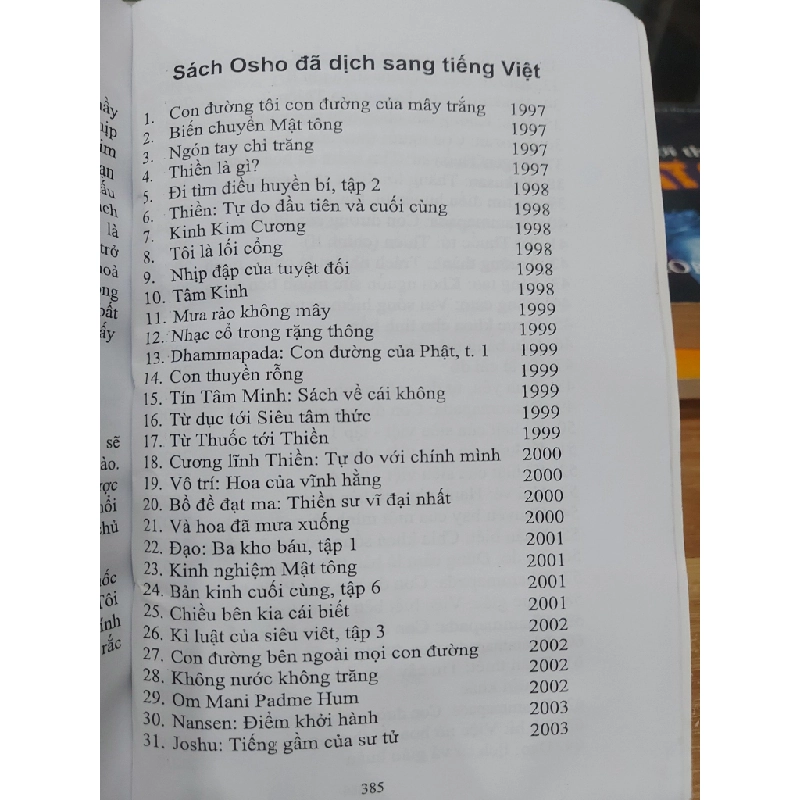 Sách Osho đã dịch sang tiếng Việt
1. Con đường tôi con đường của mây trắng 1997
2. Biến chuyển Mật tông 1997
3. Ngón tay chỉ trăng 1997
4. Thiền là gì? 1997
5. Đi tìm điều huyền bí, tập 2 1998
6. Thiền: Tự do đầu tiên và cuối cùng 1998
7. Kinh Kim Cương 1998
8. Tôi là lối cổng 1998
9. Nhịp đập của tuyệt đối 1998
10. Tâm Kinh 1998
11. Mưa rào không mây 1999
12. Nhạc cổ trong rặng thông 1999
13. Dhammapada: Con đường của Phật, t. 1 1999
14. Con thuyền rỗng 1999
15. Tín Tâm Minh: Sách về cái không 1999
16. Từ dục tới Siêu tâm thức 1999
17. Từ Thuốc tới Thiền 1999
18. Cương lĩnh Thiền: Tự do với chính mình 2000
19. Vô trí: Hoa của vĩnh hằng 2000
20. Bồ đề đạt ma: Thiền sư vĩ đại nhất 2000
21. Và hoa đã mưa xuống 2000
22. Đạo: Ba kho báu, tập 1 2001
23. Kinh nghiệm Mật tông 2001
24. Bản kinh cuối cùng, tập 6 2001
25. Chiều bên kia cái biết 2001
26. Kỉ luật của siêu việt, tập 3 2002
27. Con đường bên ngoài mọi con đường 2002
28. Không nước không trăng 2002
29. Om Mani Padme Hum 2002
30. Nansen: Điểm khởi hành 2003
31. Joshu: Tiếng gầm của sư tử 2003
385